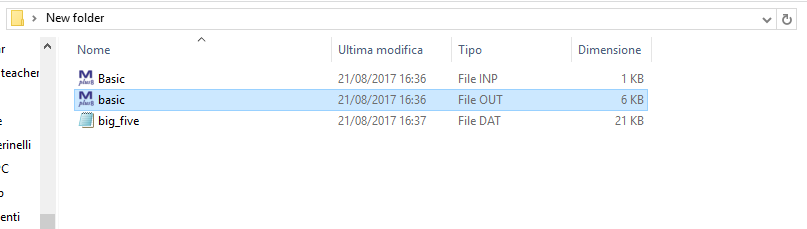 New folder
Nome Ultima modifica Tipo Dimensione
ar
teacher
Basic 21/08/2017 16:36 File INP 1 KB
basic 21/08/2017 16:36 File OUT 6 KB
big_five 21/08/2017 16:37 File DAT 21 KB
e
erinelli
PC
o
enti